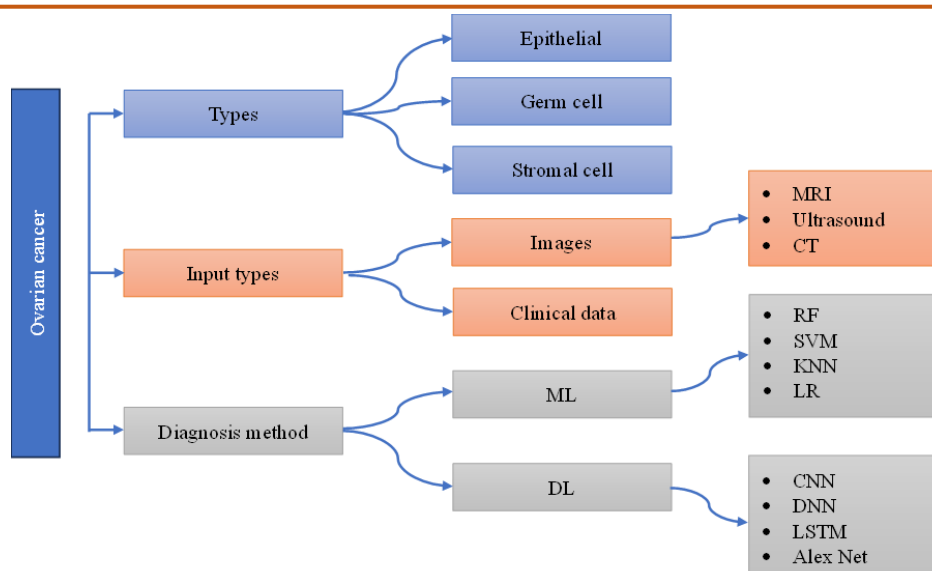 Ovarian cancer
Types
Epithelial
Germ cell
Stromal cell
Input types
Images
• MRI
• Ultrasound
• CT
Clinical data
Diagnosis method
ML
• RF
• SVM
• KNN
• LR
DL
• CNN
• DNN
• LSTM
• Alex Net